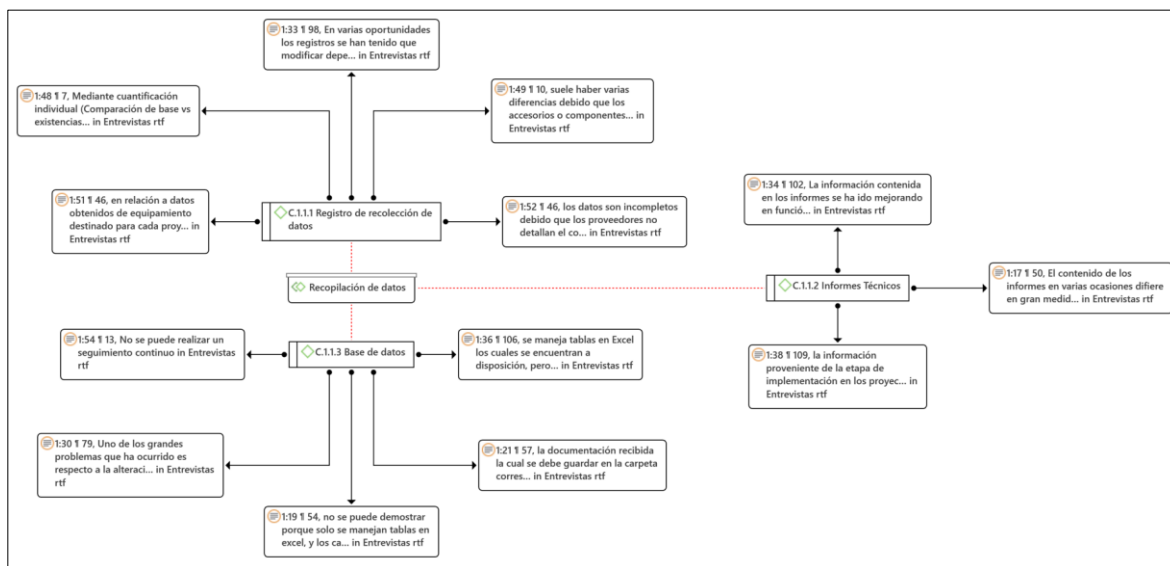 1:33 ¶ 98, En varias oportunidades
los registros se han tenido que
modificar depe... in Entrevistas rtf
1:48 ¶ 7, Mediante cuantificación
individual (Comparación de base vs
existencias... in Entrevistas rtf
1:49 ¶ 10, suele haber varias
diferencias debido que los
accesorios o componentes... in
Entrevistas rtf
1:51 ¶ 46, en relación a datos
obtenidos de equipamiento
destinado para cada proy...
in Entrevistas rtf
C.1.1.1 Registro de recolección de
datos
1:52 ¶ 46, los datos son incompletos
debido que los proveedores no
detallan el co... in Entrevistas rtf
1:34 ¶ 102, La información contenida
en los informes se ha ido mejorando
en funció... in Entrevistas rtf
Recopilación de datos
C.1.1.2 Informes Técnicos
1:17 ¶ 50, El contenido de los
informes en varias ocasiones difiere
en gran medid... in Entrevistas rtf
1:54 ¶ 13, No se puede realizar un
seguimiento continuo in Entrevistas
rtf
C.1.1.3 Base de datos
1:36 ¶ 106, se maneja tablas en Excel
los cuales se encuentran a
disposición, pero... in Entrevistas rtf
1:38 ¶ 109, la información
proveniente de la etapa de
implementación en los proyec... in
Entrevistas rtf
1:30 ¶ 79, Uno de los grandes
problemas que ha ocurrido es
respecto a la alteraci... in Entrevistas
rtf
1:21 ¶ 57, la documentación recibida
la cual se debe guardar en la carpeta
corres... in Entrevistas rtf
1:19 ¶ 54, no se puede demostrar
porque solo se manejan tablas en
excel, y los ca... in Entrevistas rtf